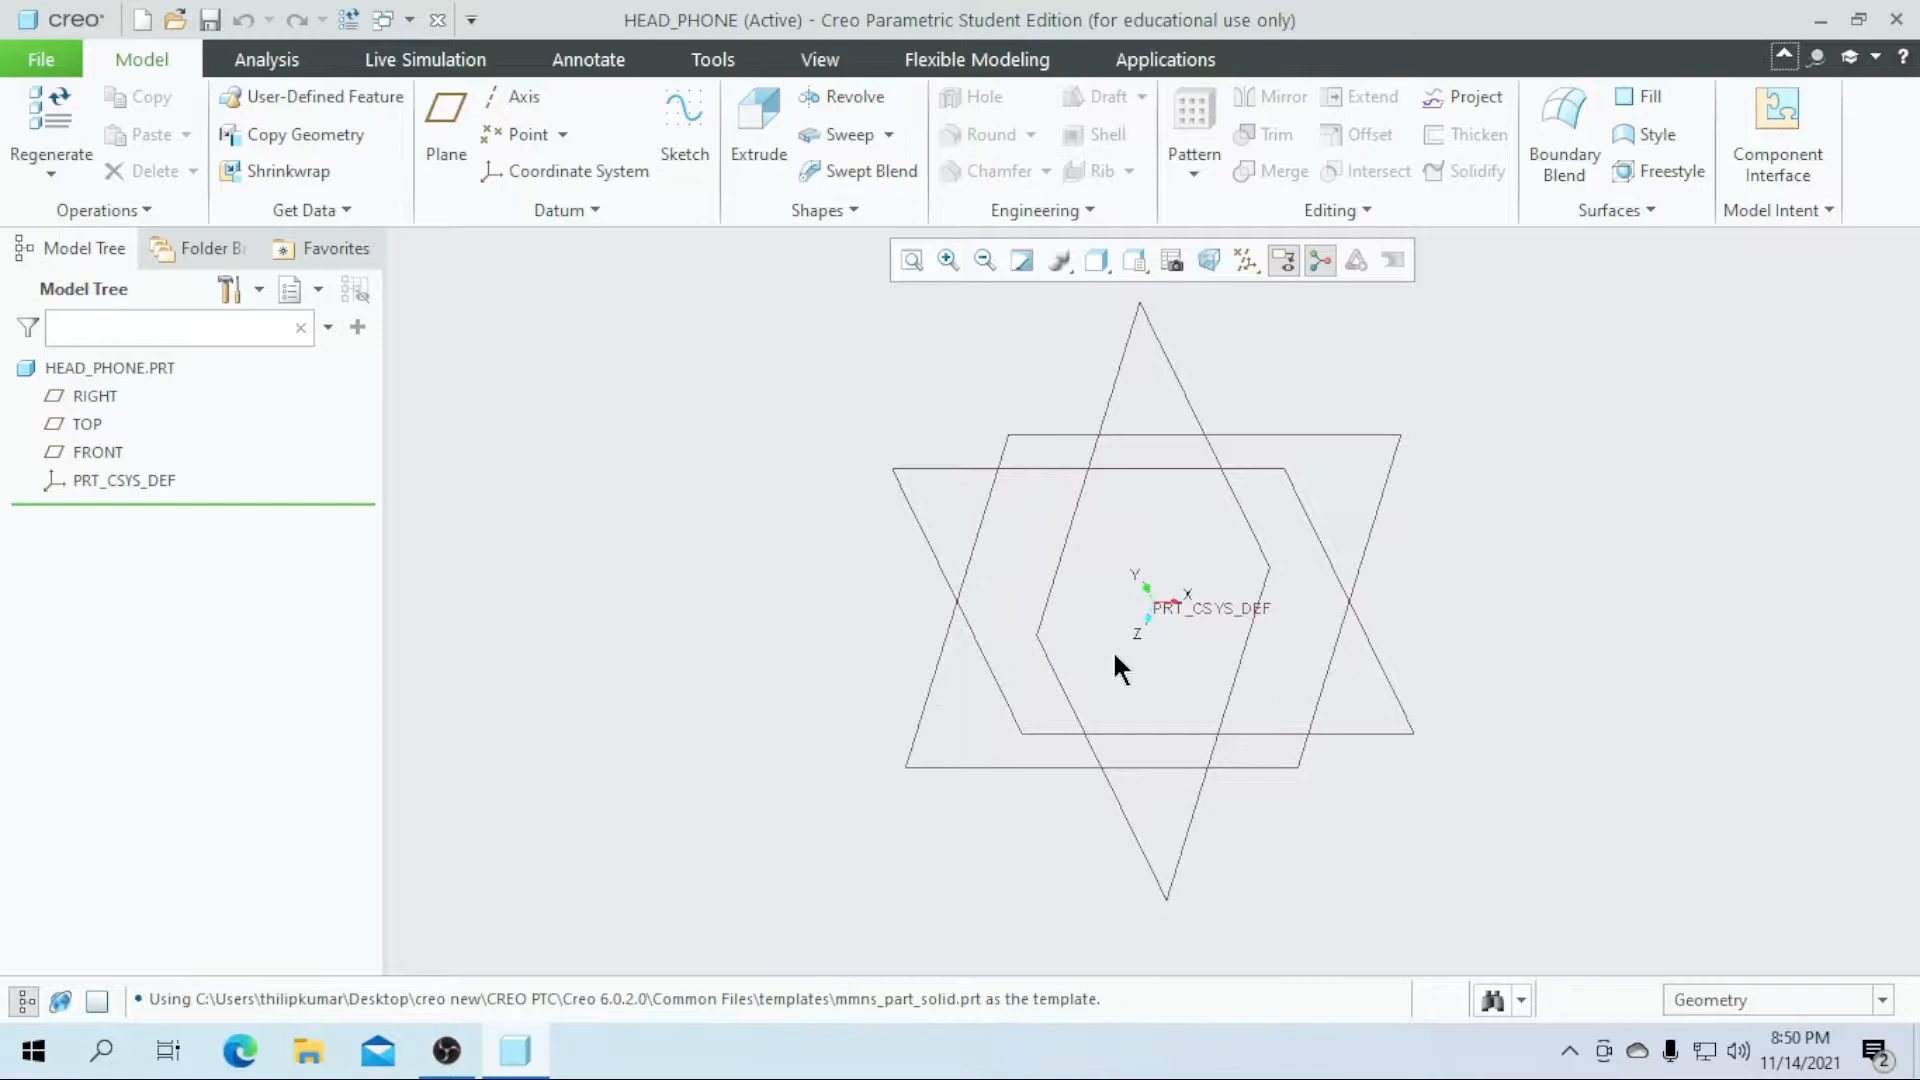 creo
HEAD_PHONE (Active) - Creo Parametric Student Edition (for educational use only)
File
Model
Analysis
Live Simulation
Annotate
Tools
View
Flexible Modeling
Applications
?
Regenerate
Copy
Paste
Delete
Operations
User-Defined Feature
Copy Geometry
Shrinkwrap
Get Data
Plane
Axis
Point
Coordinate System
Sketch
Datum
Extrude
Revolve
Sweep
Swept Blend
Shapes
Hole
Round
Chamfer
Draft
Shell
Rib
Engineering
Pattern
Mirror
Trim
Merge
Extend
Offset
Intersect
Project
Thicken
Solidify
Editing
Boundary
Blend
Fill
Style
Freestyle
Surfaces
Component
Interface
Model Intent
Model Tree
Folder Br
Favorites
Model Tree
HEAD_PHONE.PRT
RIGHT
TOP
FRONT
PRT_CSYS_DEF
Y
X
PRT_CSYS_DEF
Z
Using C:\Users\thilipkumar\Desktop\creo new\CREO PTC\Creo 6.0.2.0\Common Files\templates\mmns_part_solid.prt as the template.
Geometry
8:50 PM
11/14/2021
2